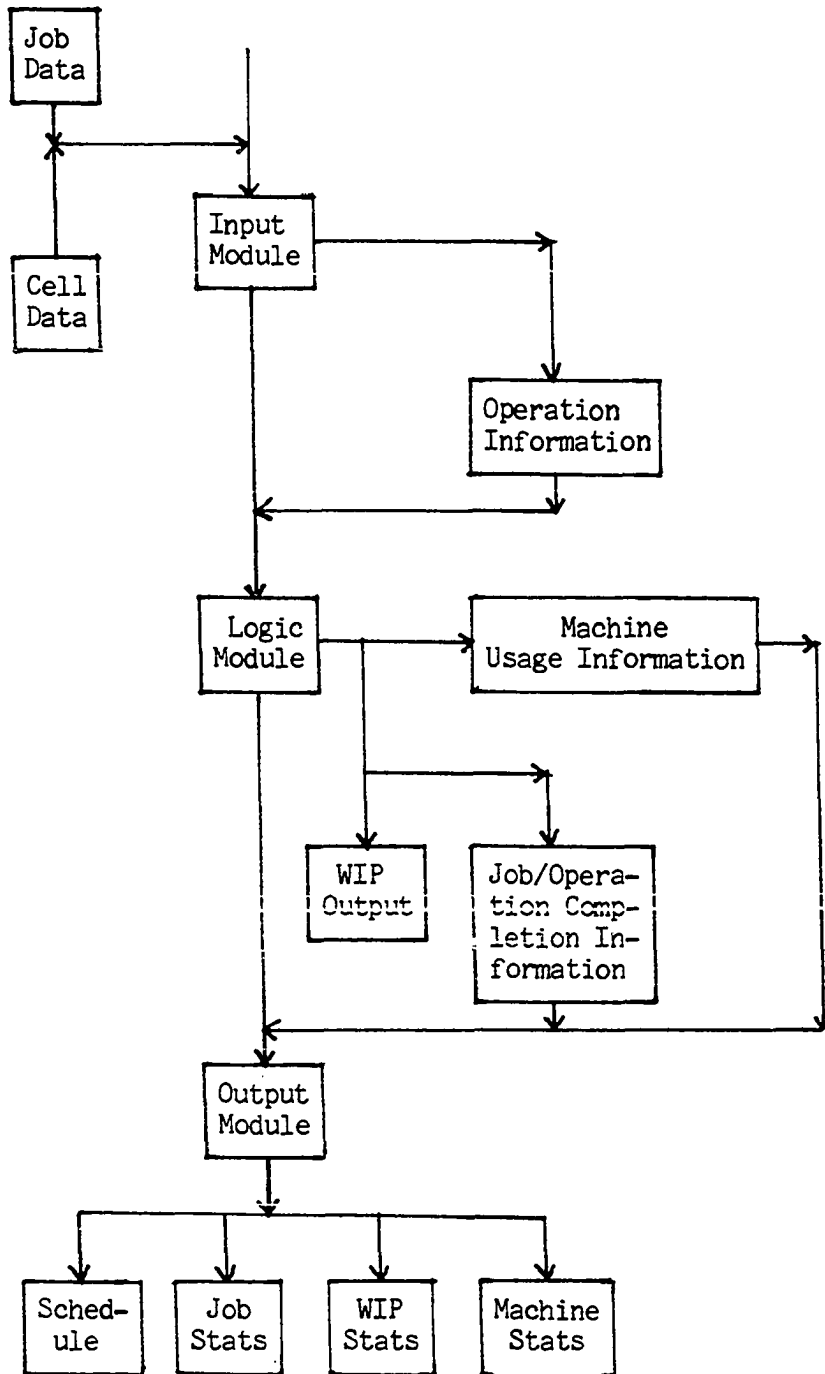 Job
Data
Input
Module
Cell
Data
Operation
Information
Logic
Module
Machine
Usage Information
WIP
Output
Job/Opera-
tion Comp-
letion In-
formation
Output
Module
Sched-
ule
Job
Stats
WIP
Stats
Machine
Stats